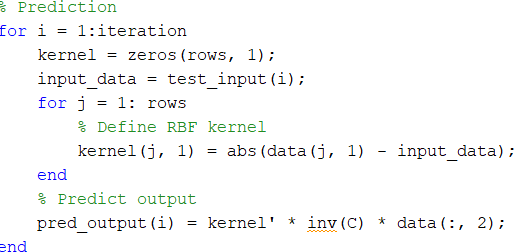 % Prediction
for i = 1:iteration
    kernel = zeros(rows, 1);
    input_data = test_input(i);
    for j = 1: rows
        % Define RBF kernel
        kernel(j, 1) = abs(data(j, 1) - input_data);
    end
    % Predict output
    pred_output(i) = kernel' * inv(C) * data(:, 2);
end